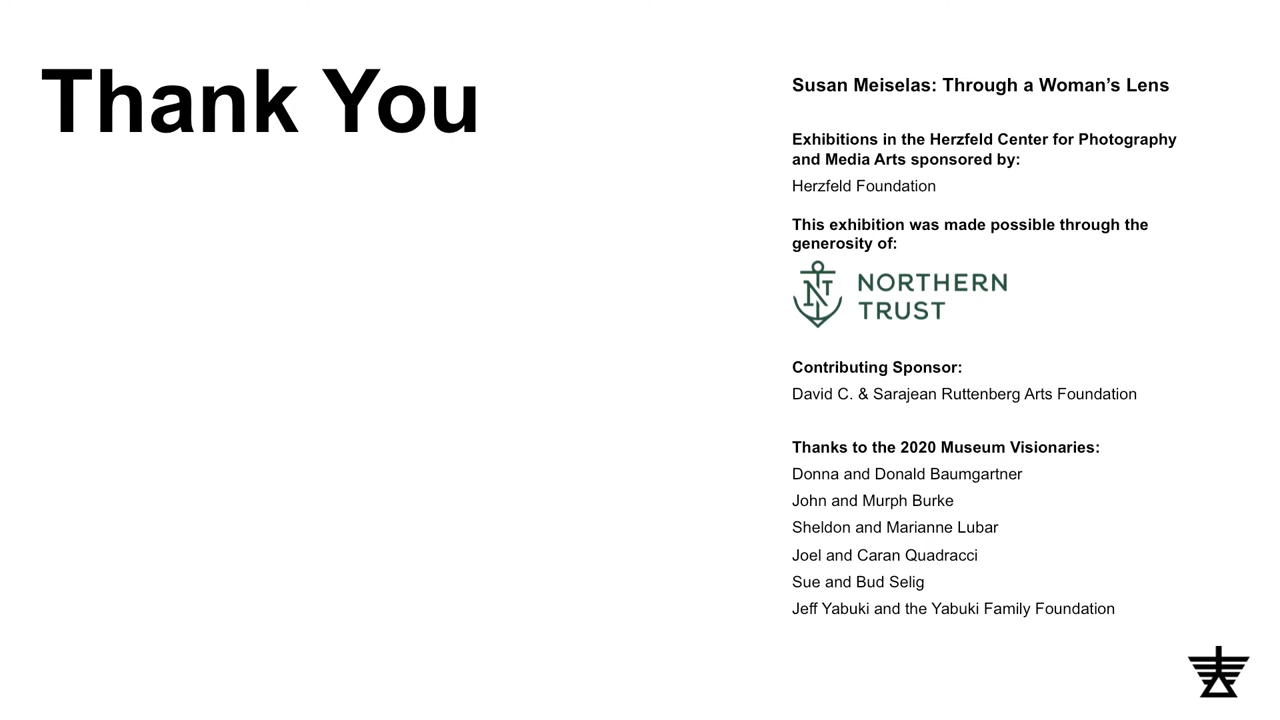 Thank You
Susan Meiselas: Through a Woman’s Lens
Exhibitions in the Herzfeld Center for Photography
and Media Arts sponsored by:
Herzfeld Foundation
This exhibition was made possible through the
generosity of:
NORTHERN
TRUST
Contributing Sponsor:
David C. & Sarajean Ruttenberg Arts Foundation
Thanks to the 2020 Museum Visionaries:
Donna and Donald Baumgartner
John and Murph Burke
Sheldon and Marianne Lubar
Joel and Caran Quadracci
Sue and Bud Selig
Jeff Yabuki and the Yabuki Family Foundation